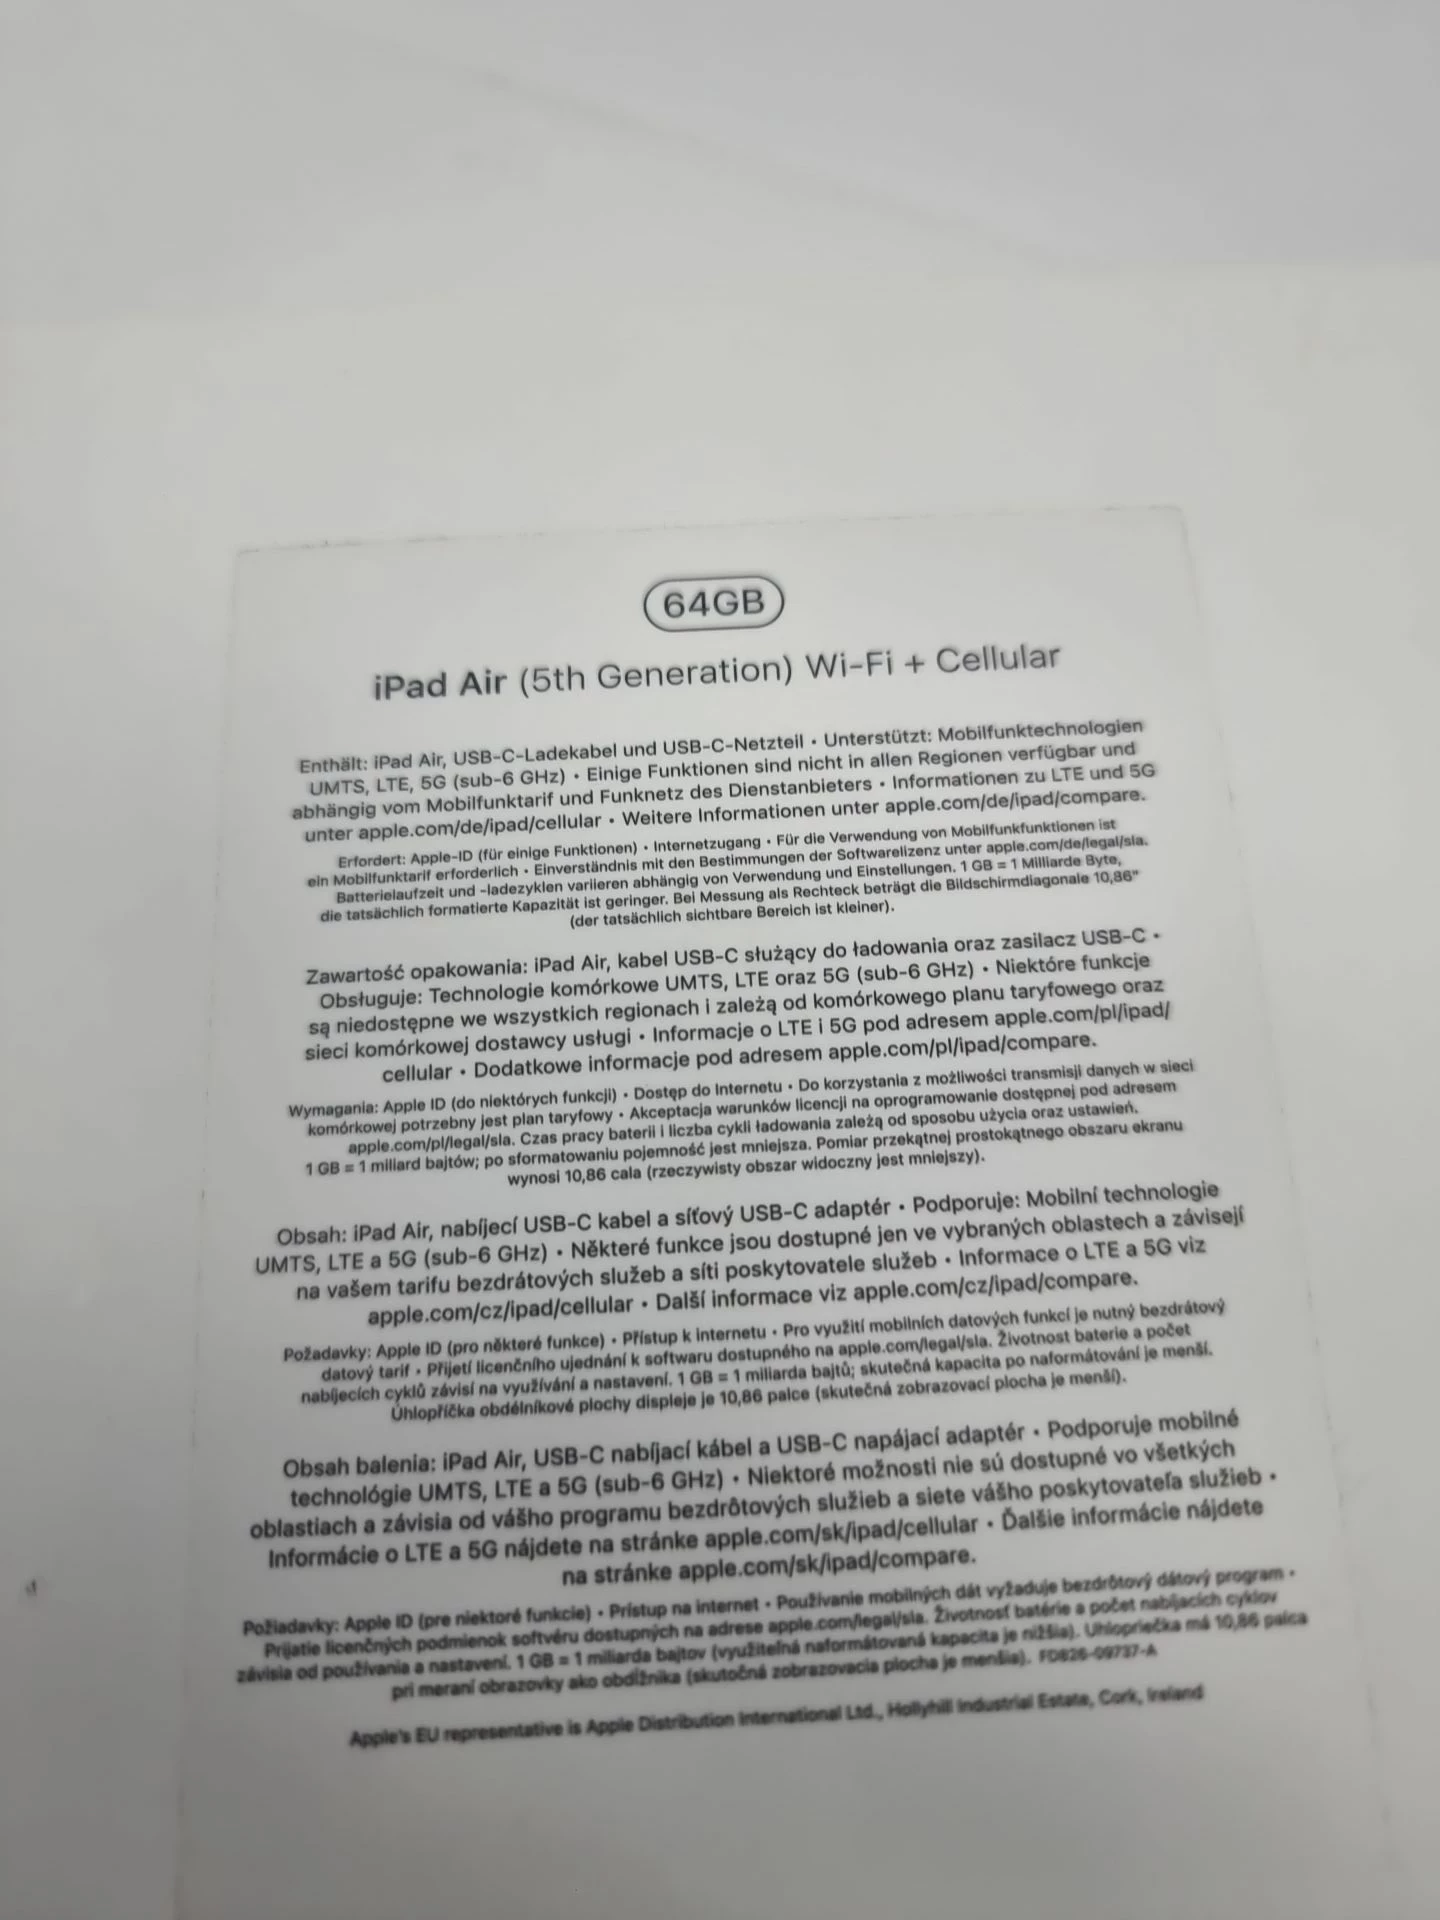 64GB
iPad Air (5th Generation) Wi-Fi + Cellular
Enthält: iPad Air, USB-C-Ladekabel und USB-C-Netzteil • Unterstützt: Mobilfunktechnologien
UMTS, LTE, 5G (sub-6 GHz) • Einige Funktionen sind nicht in allen Regionen verfügbar und
abhängig vom Mobilfunktarif und Funknetz des Dienstanbieters • Informationen zu LTE und 5G
unter apple.com/de/ipad/cellular • Weitere Informationen unter apple.com/de/ipad/compare.
Erfordert: Apple-ID (für einige Funktionen) • Internetzugang • Für die Verwendung von Mobilfunkfunktionen ist
ein Mobilfunktarif erforderlich • Einverständnis mit den Bestimmungen der Softwarelizenz unter apple.com/de/legal/sla.
Batterielaufzeit und -ladezyklen variieren abhängig von Verwendung und Einstellungen. 1 GB = 1 Milliarde Byte,
die tatsächlich formatierte Kapazität ist geringer. Bei Messung als Rechteck beträgt die Bildschirmdiagonale 10,86"
(der tatsächlich sichtbare Bereich ist kleiner).
Zawartość opakowania: iPad Air, kabel USB-C służący do ładowania oraz zasilacz USB-C •
Obsługuje: Technologie komórkowe UMTS, LTE oraz 5G (sub-6 GHz) • Niektóre funkcje
są niedostępne we wszystkich regionach i zależą od komórkowego planu taryfowego oraz
sieci komórkowej dostawcy usługi • Informacje o LTE i 5G pod adresem apple.com/pl/ipad/
cellular • Dodatkowe informacje pod adresem apple.com/pl/ipad/compare.
Wymagania: Apple ID (do niektórych funkcji) • Dostęp do Internetu • Do korzystania z możliwości transmisji danych w sieci
komórkowej potrzebny jest plan taryfowy • Akceptacja warunków licencji na oprogramowanie dostępnej pod adresem
apple.com/pl/legal/sla. Czas pracy baterii i liczba cykli ładowania zależą od sposobu użycia oraz ustawień.
1 GB = 1 miliard bajtów; po sformatowaniu pojemność jest mniejsza. Pomiar przekątnej prostokątnego obszaru ekranu
wynosi 10,86 cala (rzeczywisty obszar widoczny jest mniejszy).
Obsah: iPad Air, nabíjecí USB-C kabel a síťový USB-C adaptér • Podporuje: Mobilní technologie
UMTS, LTE a 5G (sub-6 GHz) • Některé funkce jsou dostupné jen ve vybraných oblastech a závisejí
na vašem tarifu bezdrátových služeb a síti poskytovatele služeb • Informace o LTE a 5G viz
apple.com/cz/ipad/cellular • Další informace viz apple.com/cz/ipad/compare.
Požadavky: Apple ID (pro některé funkce) • Přístup k internetu • Pro využití mobilních datových funkcí je nutný bezdrátový
datový tarif • Přijetí licenčního ujednání k softwaru dostupného na apple.com/legal/sla. Životnost baterie a počet
nabíjecích cyklů závisí na využívání a nastavení. 1 GB = 1 miliarda bajtů; skutečná kapacita po naformátování je menší.
Úhlopříčka obdélníkové plochy displeje je 10,86 palce (skutečná zobrazovací plocha je menší).
Obsah balenia: iPad Air, USB-C nabíjací kábel a USB-C napájací adaptér • Podporuje mobilné
technológie UMTS, LTE a 5G (sub-6 GHz) • Niektoré možnosti nie sú dostupné vo všetkých
oblastiach a závisia od vášho programu bezdrôtových služieb a siete vášho poskytovateľa služieb •
Informácie o LTE a 5G nájdete na stránke apple.com/sk/ipad/cellular • Ďalšie informácie nájdete
na stránke apple.com/sk/ipad/compare.
Požiadavky: Apple ID (pre niektoré funkcie) • Prístup na internet • Používanie mobilných dát vyžaduje bezdrôtový dátový program •
Prijatie licenčných podmienok softvéru dostupných na adrese apple.com/legal/sla. Životnosť batérie a počet nabíjacích cyklov
závisia od používania a nastavení. 1 GB = 1 miliarda bajtov (využiteľná naformátovaná kapacita je nižšia). Uhlopriečka má 10,86 palca
pri meraní obrazovky ako obdĺžnika (skutočná zobrazovacia plocha je menšia). FD826-09737-A
Apple's EU representative is Apple Distribution International Ltd., Hollyhill Industrial Estate, Cork, Ireland